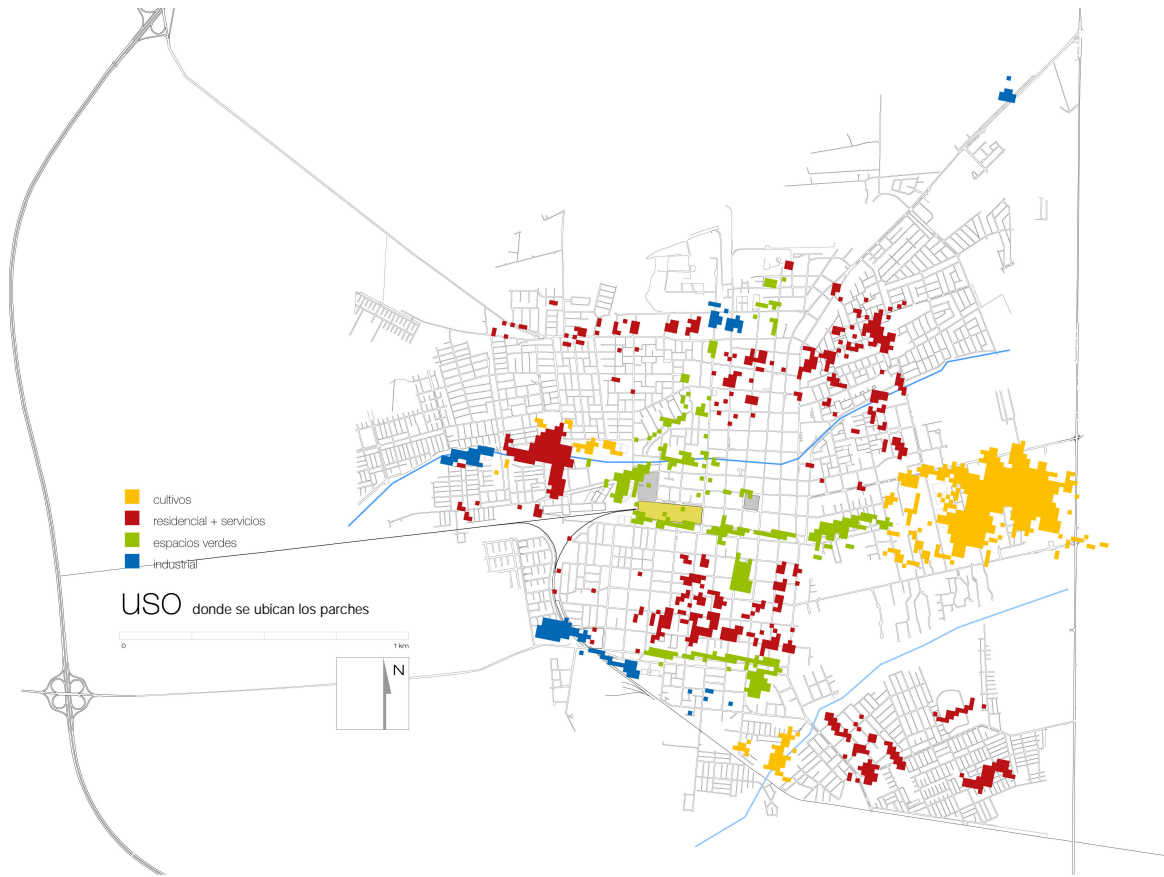 cultivos
residencial + servicios
espacios verdes
industrial
USO donde se ubican los parches
0 1 km
N